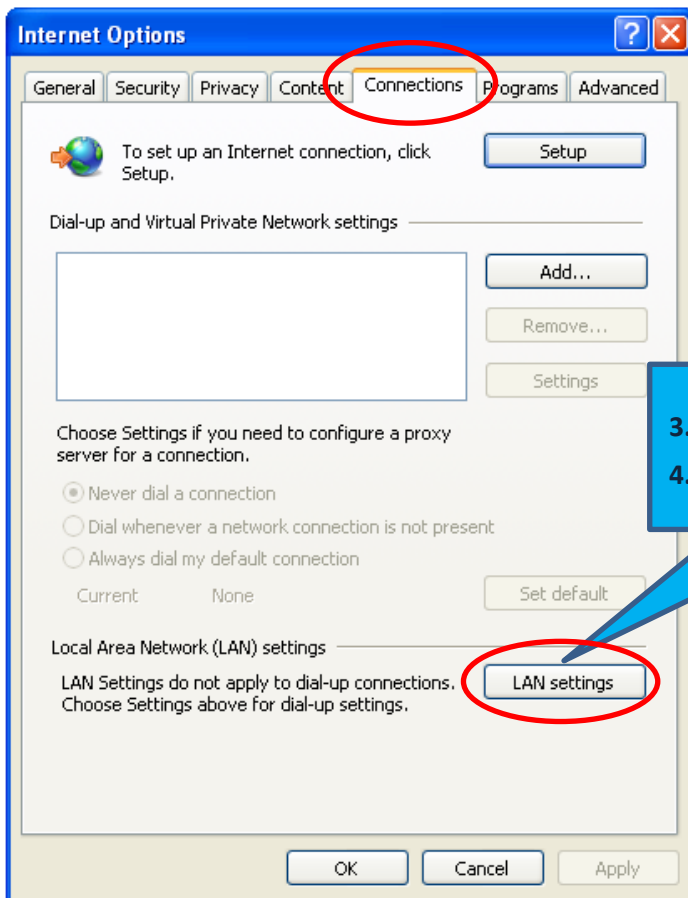 Internet Options
General Security Privacy Content Connections Programs Advanced
To set up an Internet connection, click
Setup.
Setup
Dial-up and Virtual Private Network settings
Add...
Remove...
Settings
Choose Settings if you need to configure a proxy
server for a connection.
3.
4.
Never dial a connection
Dial whenever a network connection is not present
Always dial my default connection
Current None
Set default
Local Area Network (LAN) settings
LAN Settings do not apply to dial-up connections.
Choose Settings above for dial-up settings.
LAN settings
OK Cancel Apply